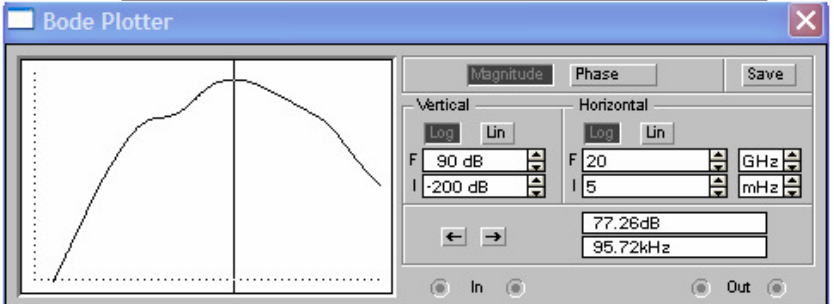 Bode Plotter
Magnitude Phase Save
Vertical Horizontal
Log Lin Log Lin
F 90 dB F 20 GHz
I -200 dB I 5 mHz
77.26dB
95.72kHz
In Out